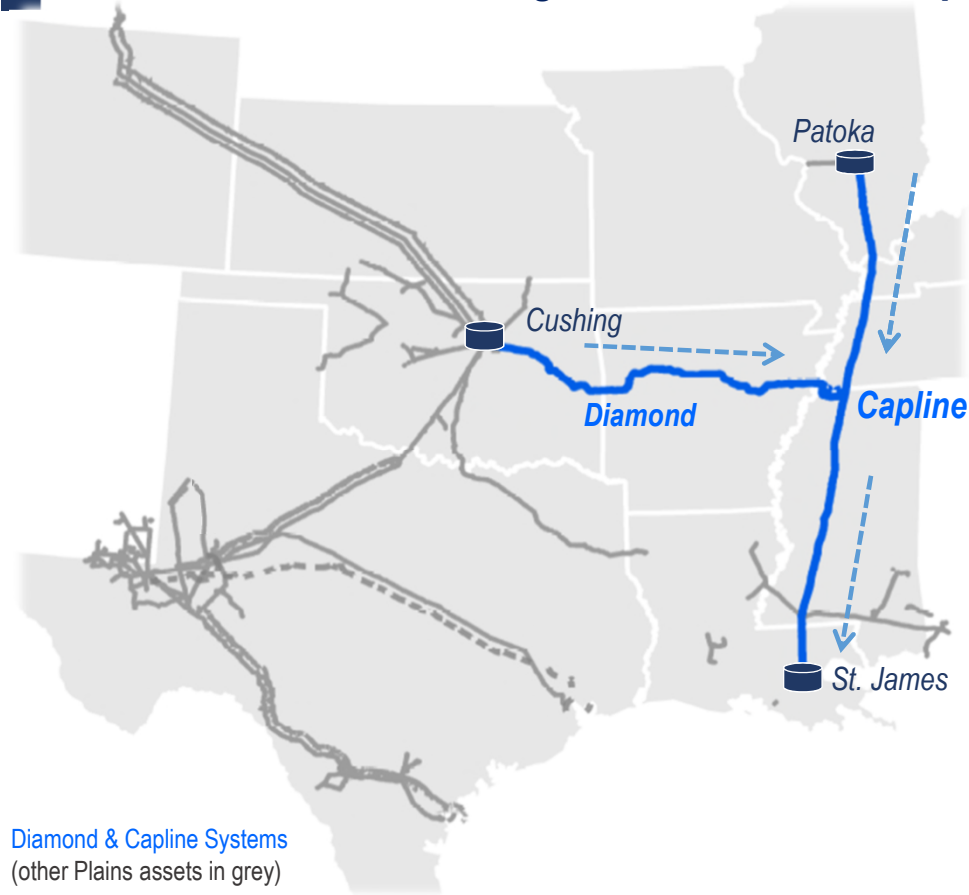 Patoka
Cushing
Diamond
Capline
St. James
Diamond & Capline Systems
(other Plains assets in grey)